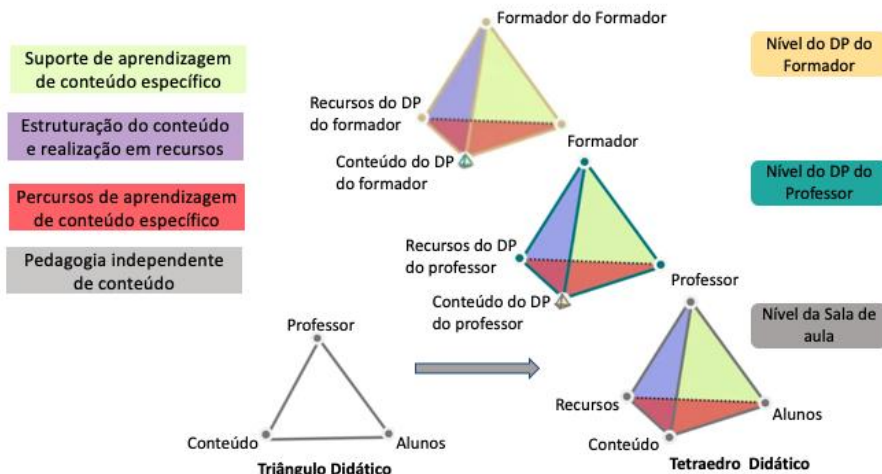 Formador do Formador
Suporte de aprendizagem
de conteúdo específico
Nível do DP do
Formador
Recursos do DP
do formador
Estruturação do conteúdo
e realização em recursos
Formador
Conteúdo do DP
do formador
Nível do DP do
Professor
Percursos de aprendizagem
de conteúdo específico
Recursos do DP
do professor
Pedagogia independente
de conteúdo
Professor
Conteúdo do DP
do professor
Nível da Sala de
aula
Professor
Recursos
Alunos
Conteúdo
Alunos
Conteúdo
Triângulo Didático
Tetraedro Didático